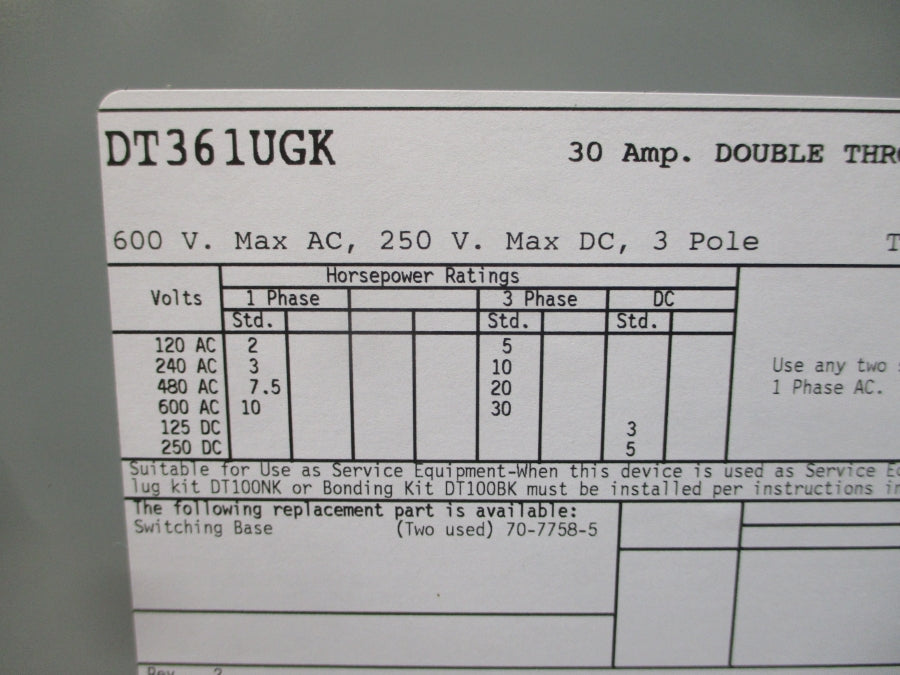 DT361UGK 30 Amp. DOUBLE
600 V. Max AC, 250 V. Max DC, 3 Pole
Horsepower Ratings
Volts 1 Phase 3 Phase DC
Std. Std. Std.
120 AC 2 5
240 AC 3 10
480 AC 7.5 20
600 AC 10 30
125 DC 3
250 DC 5
Use any two
1 Phase AC.
Suitable for Use as Service Equipment-When this device is used as Service
lug kit DT100NK or Bonding Kit DT100BK must be installed per instructions
The following replacement part is available:
Switching Base (Two used) 70-7758-5